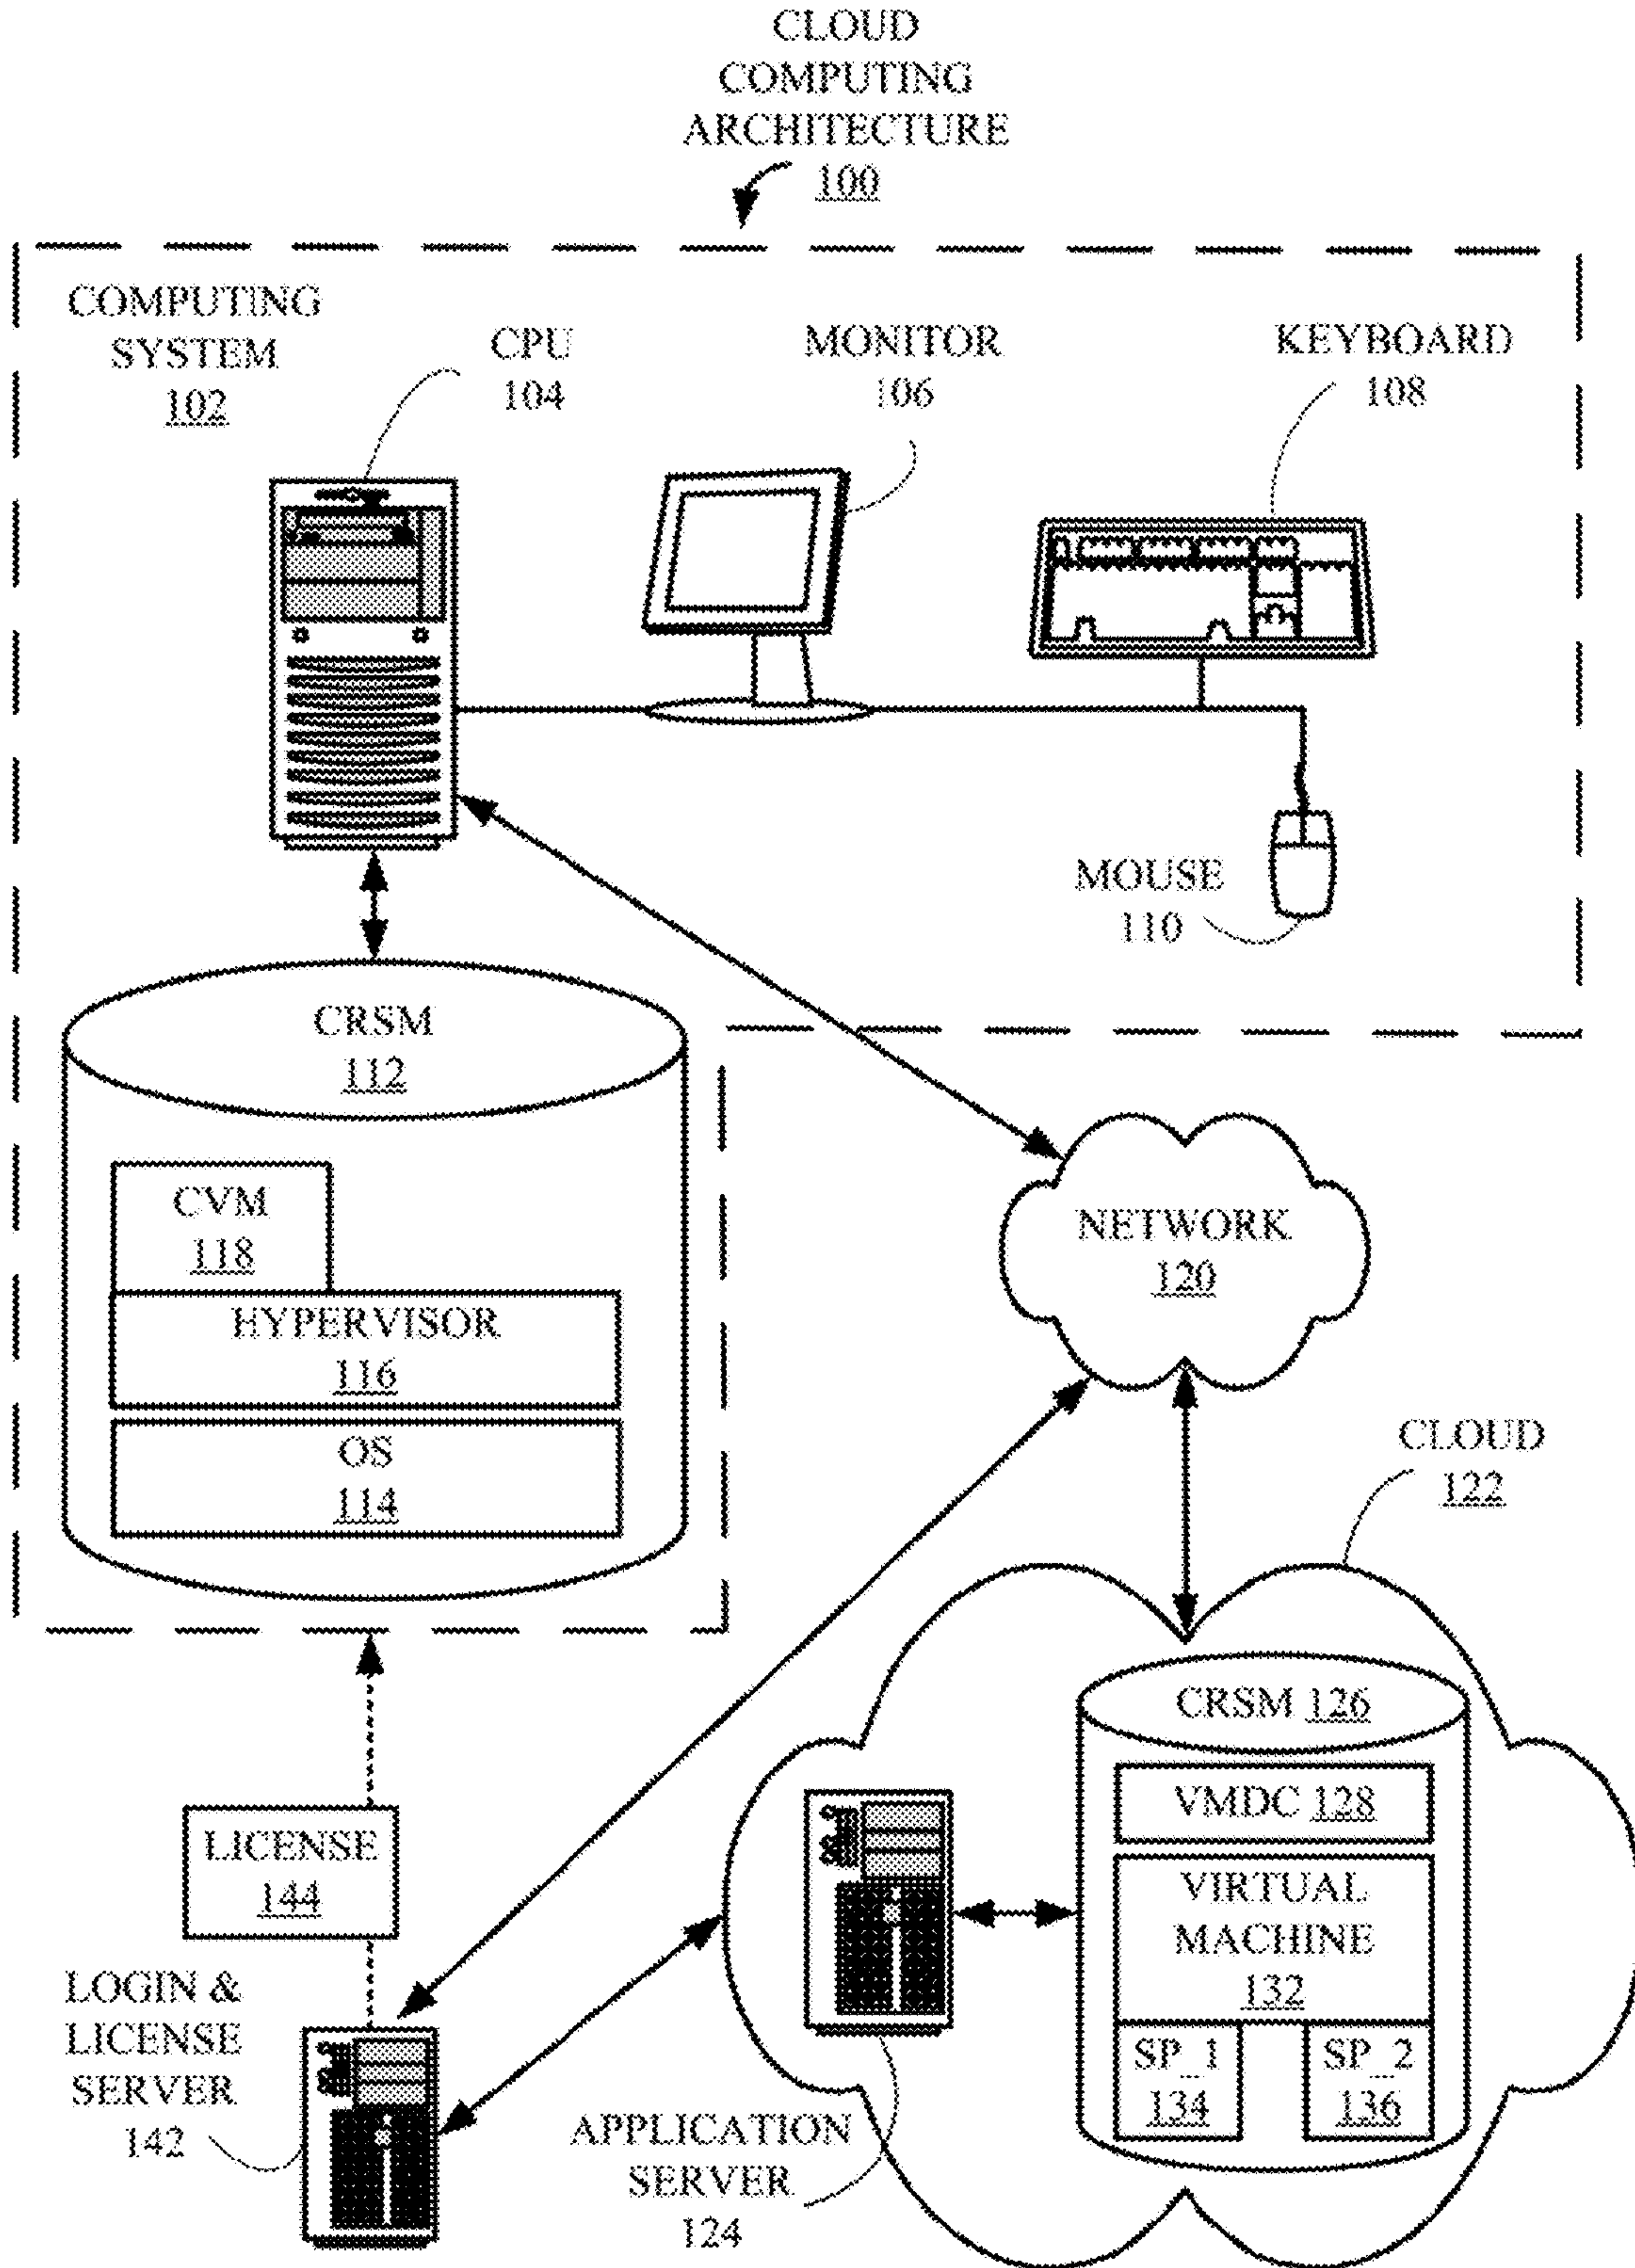 CLOUD
COMPUTING
ARCHITECTURE
100
COMPUTING
SYSTEM
102
CPU
104
MONITOR
106
KEYBOARD
108
MOUSE
110
CRSM
112
CVM
118
HYPERVISOR
116
OS
114
NETWORK
120
CLOUD
122
CRSM 126
VMDC 128
VIRTUAL
MACHINE
132
SP_1
134
SP_2
136
LICENSE
144
LOGIN &
LICENSE
SERVER
142
APPLICATION
SERVER
124